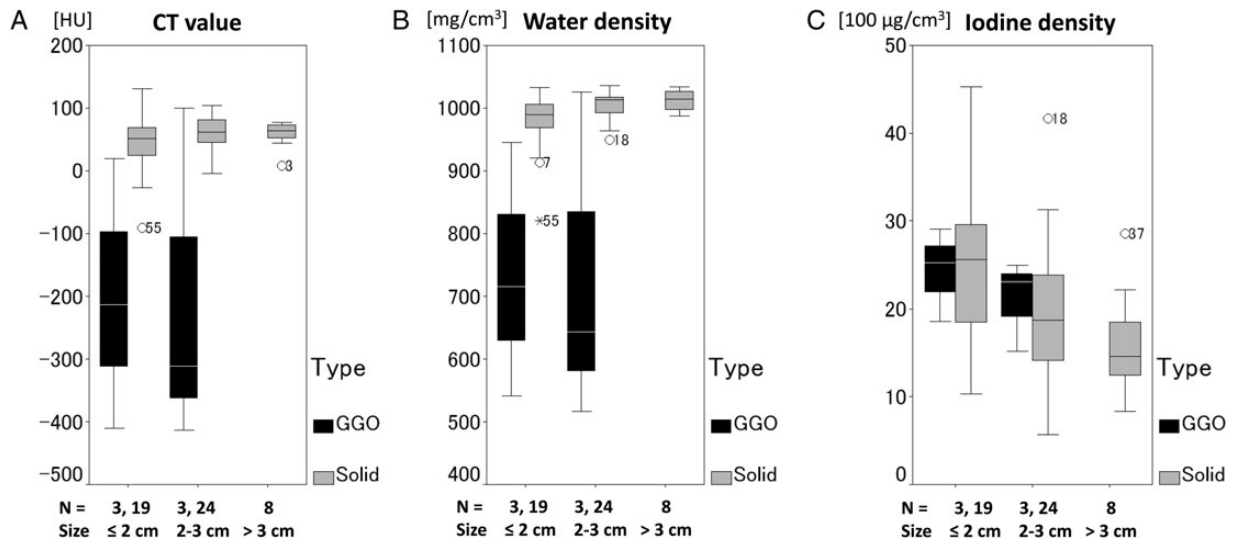 A [HU] CT value
200
100
0
−100
−200
−300
−400
−500
55
3
Type
GGO
Solid
N = 3, 19 3, 24 8
Size ≤ 2 cm 2-3 cm > 3 cm
B [mg/cm³] Water density
1100
1000
900
800
700
600
500
400
7
55
18
Type
GGO
Solid
N = 3, 19 3, 24 8
Size ≤ 2 cm 2-3 cm > 3 cm
C [100 µg/cm³] Iodine density
50
40
30
20
10
0
18
37
Type
GGO
Solid
N = 3, 19 3, 24 8
Size ≤ 2 cm 2-3 cm > 3 cm